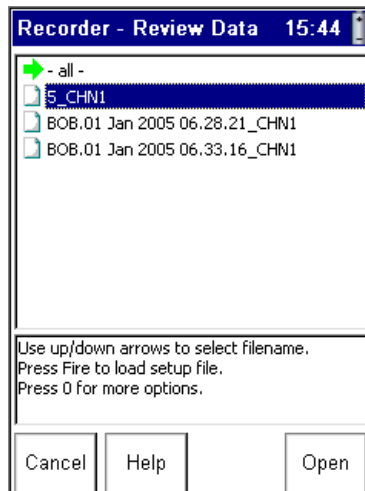 Recorder - Review Data 15:44
- all -
5_CHN1
BOB.01 Jan 2005 06.28.21_CHN1
BOB.01 Jan 2005 06.33.16_CHN1
Use up/down arrows to select filename.
Press Fire to load setup file.
Press 0 for more options.
Cancel Help Open